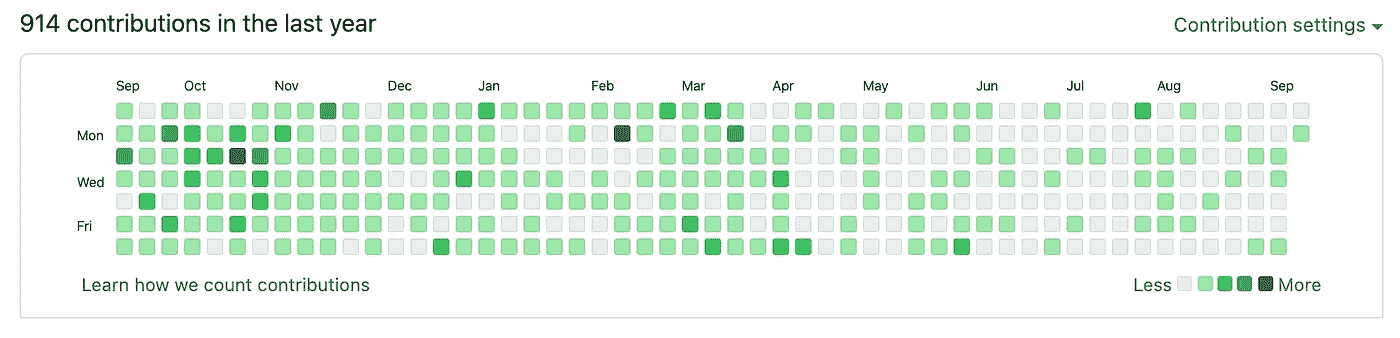 914 contributions in the last year
Contribution settings
Sep Oct Nov Dec Jan Feb Mar Apr May Jun Jul Aug Sep
Mon
Wed
Fri
Learn how we count contributions
Less More